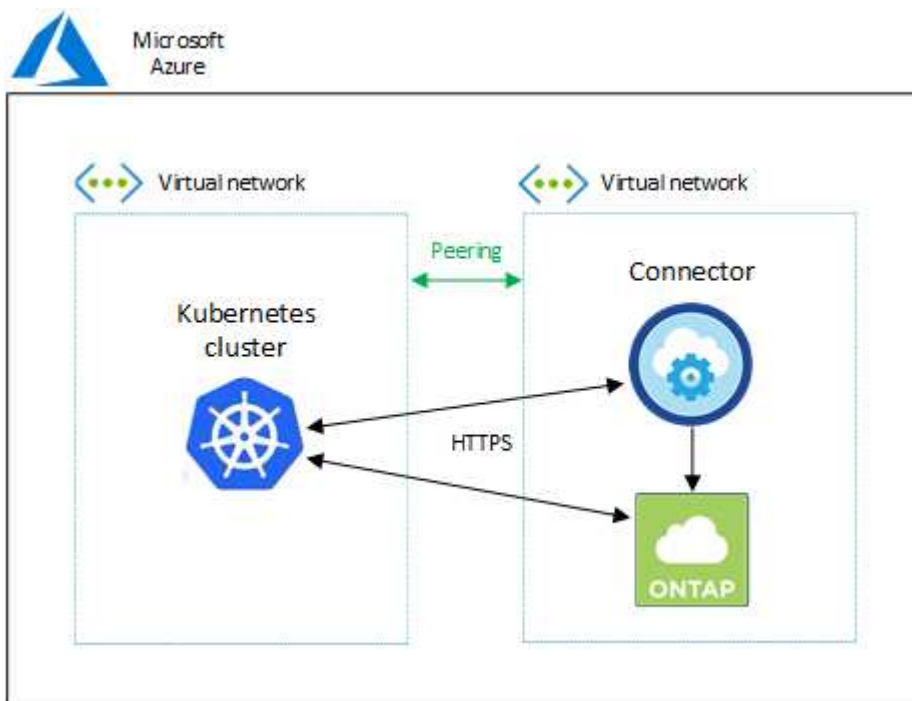 Microsoft
Azure
Virtual network
Virtual network
Peering
Connector
Kubernetes
cluster
HTTPS
ONTAP